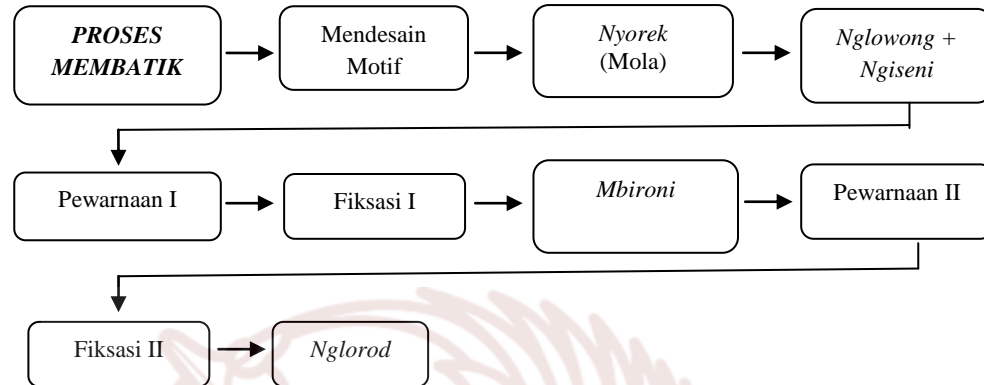 PROSES
MEMBATIK
Mendesain
Motif
Nyorek
(Mola)
Nglowong +
Ngiseni
Pewarnaan I
Fiksasi I
Mbironi
Pewarnaan II
Fiksasi II
Nglorod